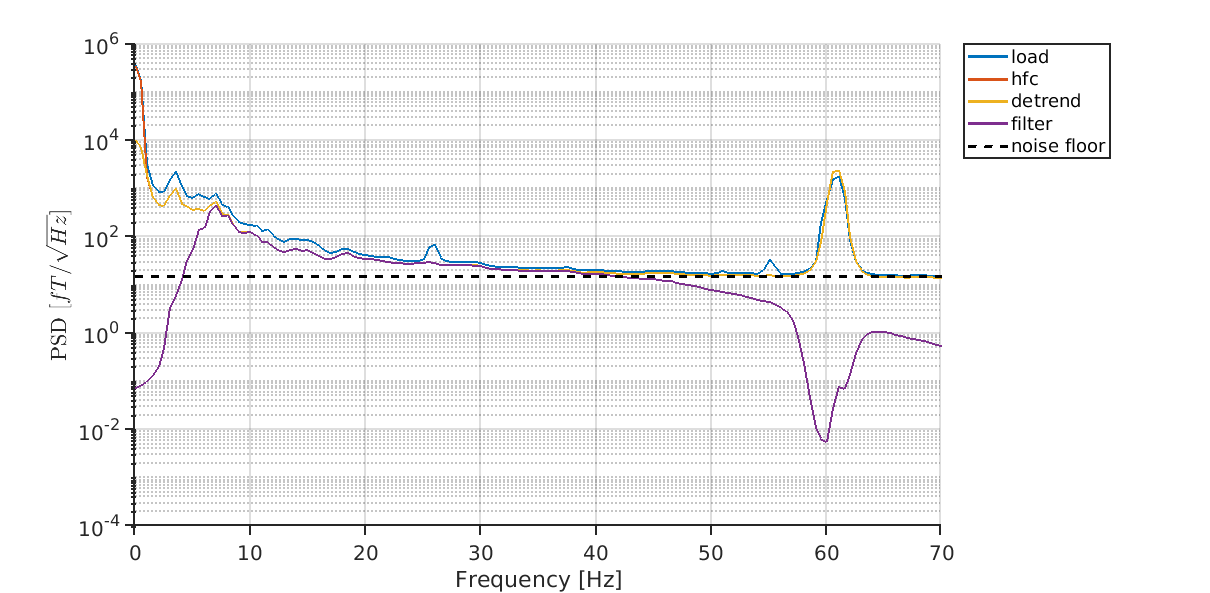 10^6
10^4
10^2
10^0
10^-2
10^-4
PSD [fT/√Hz]
0 10 20 30 40 50 60 70
Frequency [Hz]
load
hfc
detrend
filter
noise floor